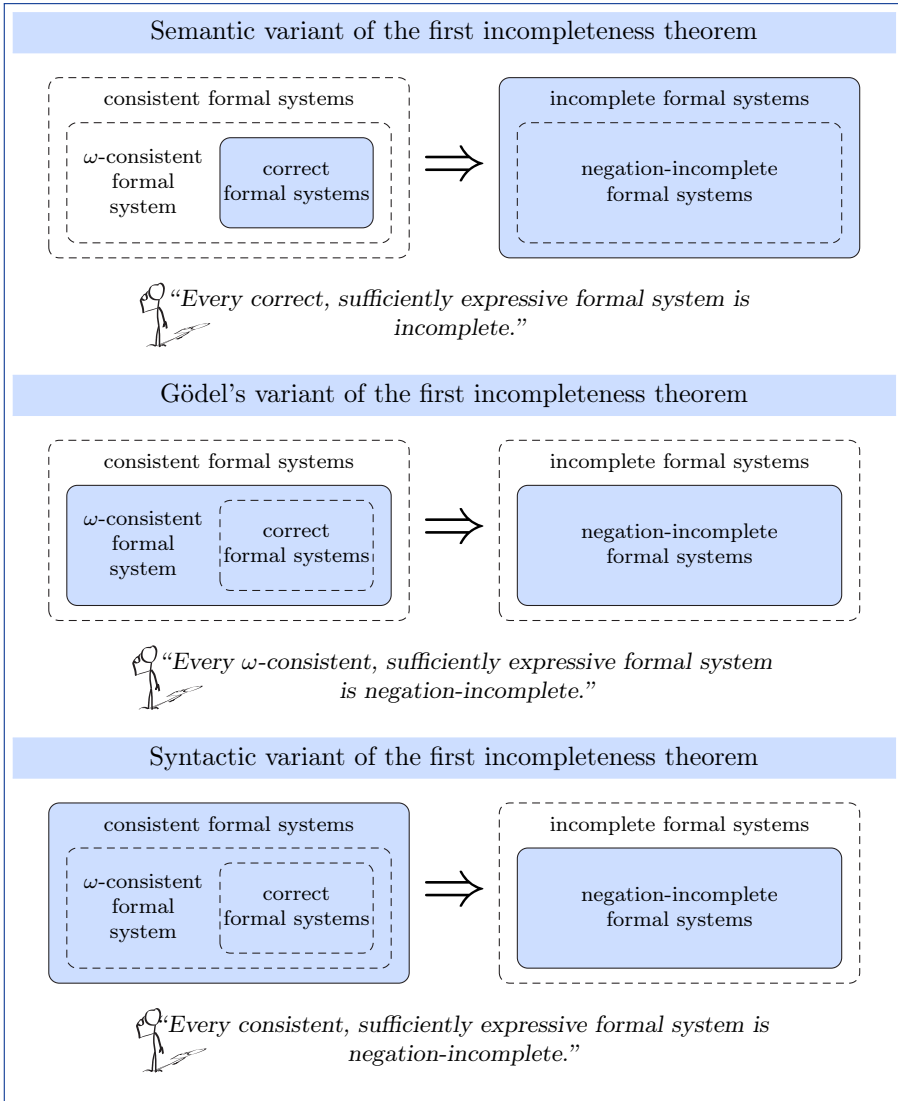 Semantic variant of the first incompleteness theorem
consistent formal systems
ω-consistent
formal
system
correct
formal systems
⇒
incomplete formal systems
negation-incomplete
formal systems
“Every correct, sufficiently expressive formal system is
incomplete.”
Gödel’s variant of the first incompleteness theorem
consistent formal systems
ω-consistent
formal
system
correct
formal systems
⇒
incomplete formal systems
negation-incomplete
formal systems
“Every ω-consistent, sufficiently expressive formal system
is negation-incomplete.”
Syntactic variant of the first incompleteness theorem
consistent formal systems
ω-consistent
formal
system
correct
formal systems
⇒
incomplete formal systems
negation-incomplete
formal systems
“Every consistent, sufficiently expressive formal system is
negation-incomplete.”